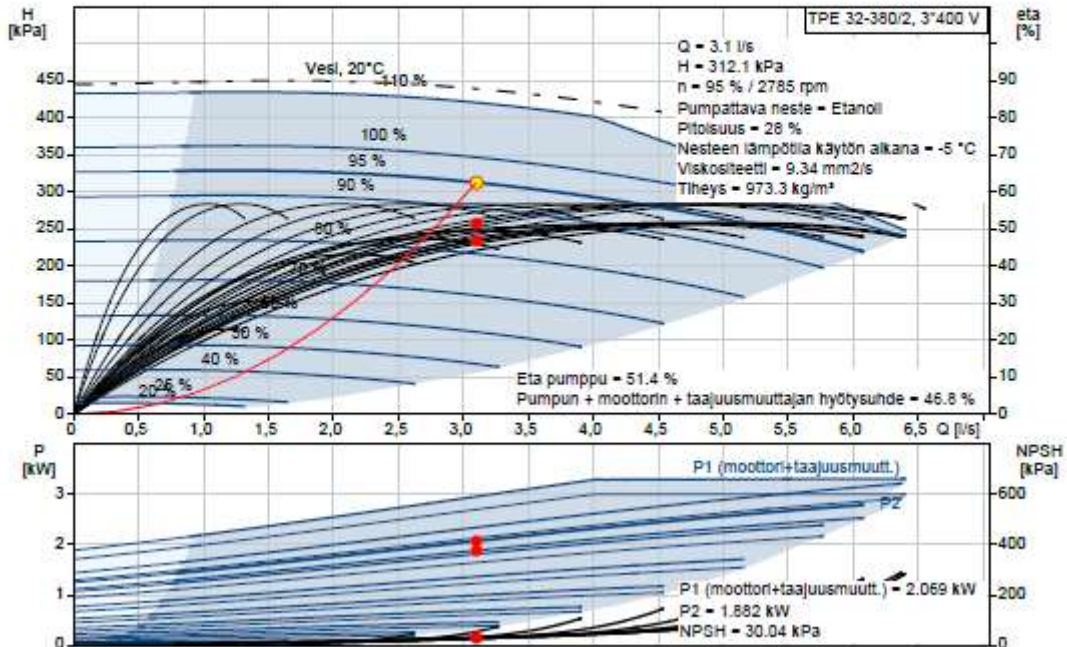 H
[kPa]
TPE 32-380/2, 3*400 V
eta
[%]
Q = 3.1 l/s
H = 312.1 kPa
n = 95 % / 2785 rpm
Pumpattava neste = Etanoli
Pitoisuus = 28 %
Nesteen lämpötila käytön aikana = -5 °C
Viskositeetti = 9.34 mm2/s
Tiheys = 973.3 kg/m³
Vesi, 20°C
110 %
100 %
95 %
90 %
80 %
50 %
40 %
25 %
20 %
450
400
350
300
250
200
150
100
50
0
90
80
70
60
50
40
30
20
10
0
Eta pumppu = 51.4 %
Pumpun + moottorin + taajuusmuuttajan hyötysuhde = 46.8 %
0 0,5 1,0 1,5 2,0 2,5 3,0 3,5 4,0 4,5 5,0 5,5 6,0 6,5 Q [l/s]
P
[kW]
NPSH
[kPa]
P1 (moottori+taajuusmuutt.)
P2
3
2
1
0
600
400
200
0
P1 (moottori+taajuusmuutt.) = 2.069 kW
P2 = 1.882 kW
NPSH = 30.04 kPa